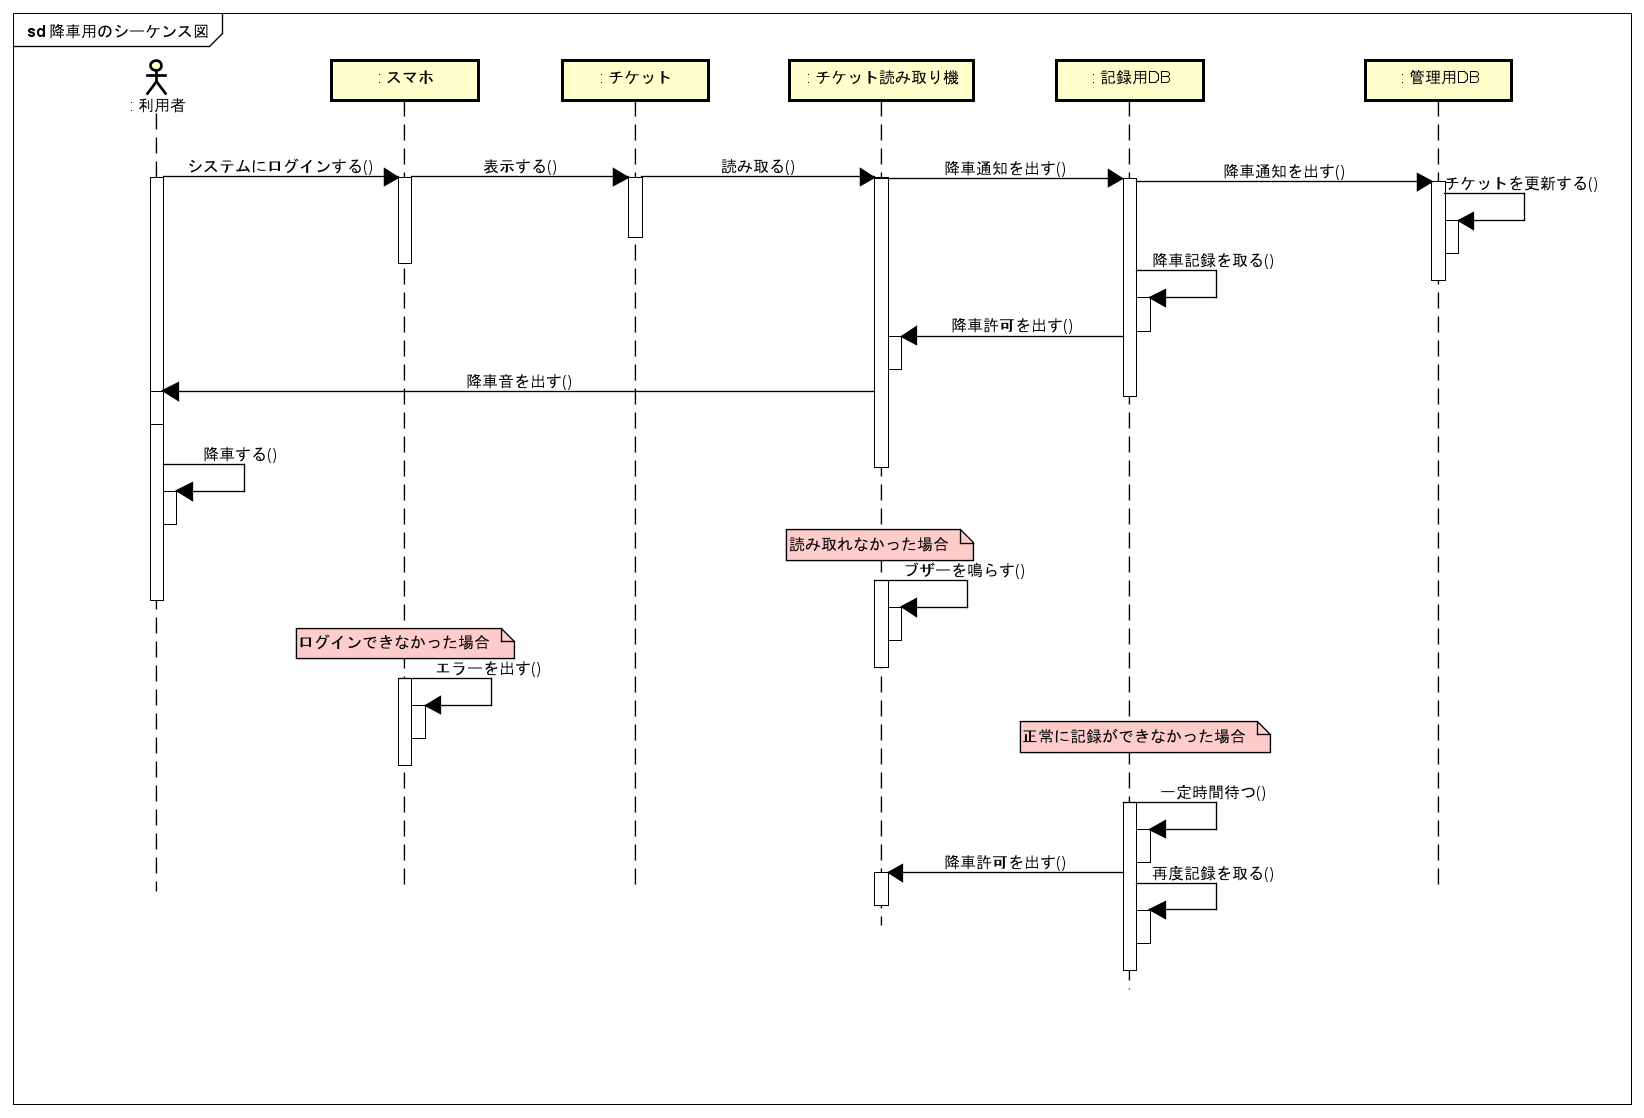 sd 降車用のシーケンス図
: 利用者
: スマホ
: チケット
: チケット読み取り機
: 記録用DB
: 管理用DB
システムにログインする()
表示する()
読み取る()
降車通知を出す()
降車通知を出す()
チケットを更新する()
降車記録を取る()
降車許可を出す()
降車音を出す()
降車する()
読み取れなかった場合
ブザーを鳴らす()
ログインできなかった場合
エラーを出す()
正常に記録ができなかった場合
一定時間待つ()
降車許可を出す()
再度記録を取る()